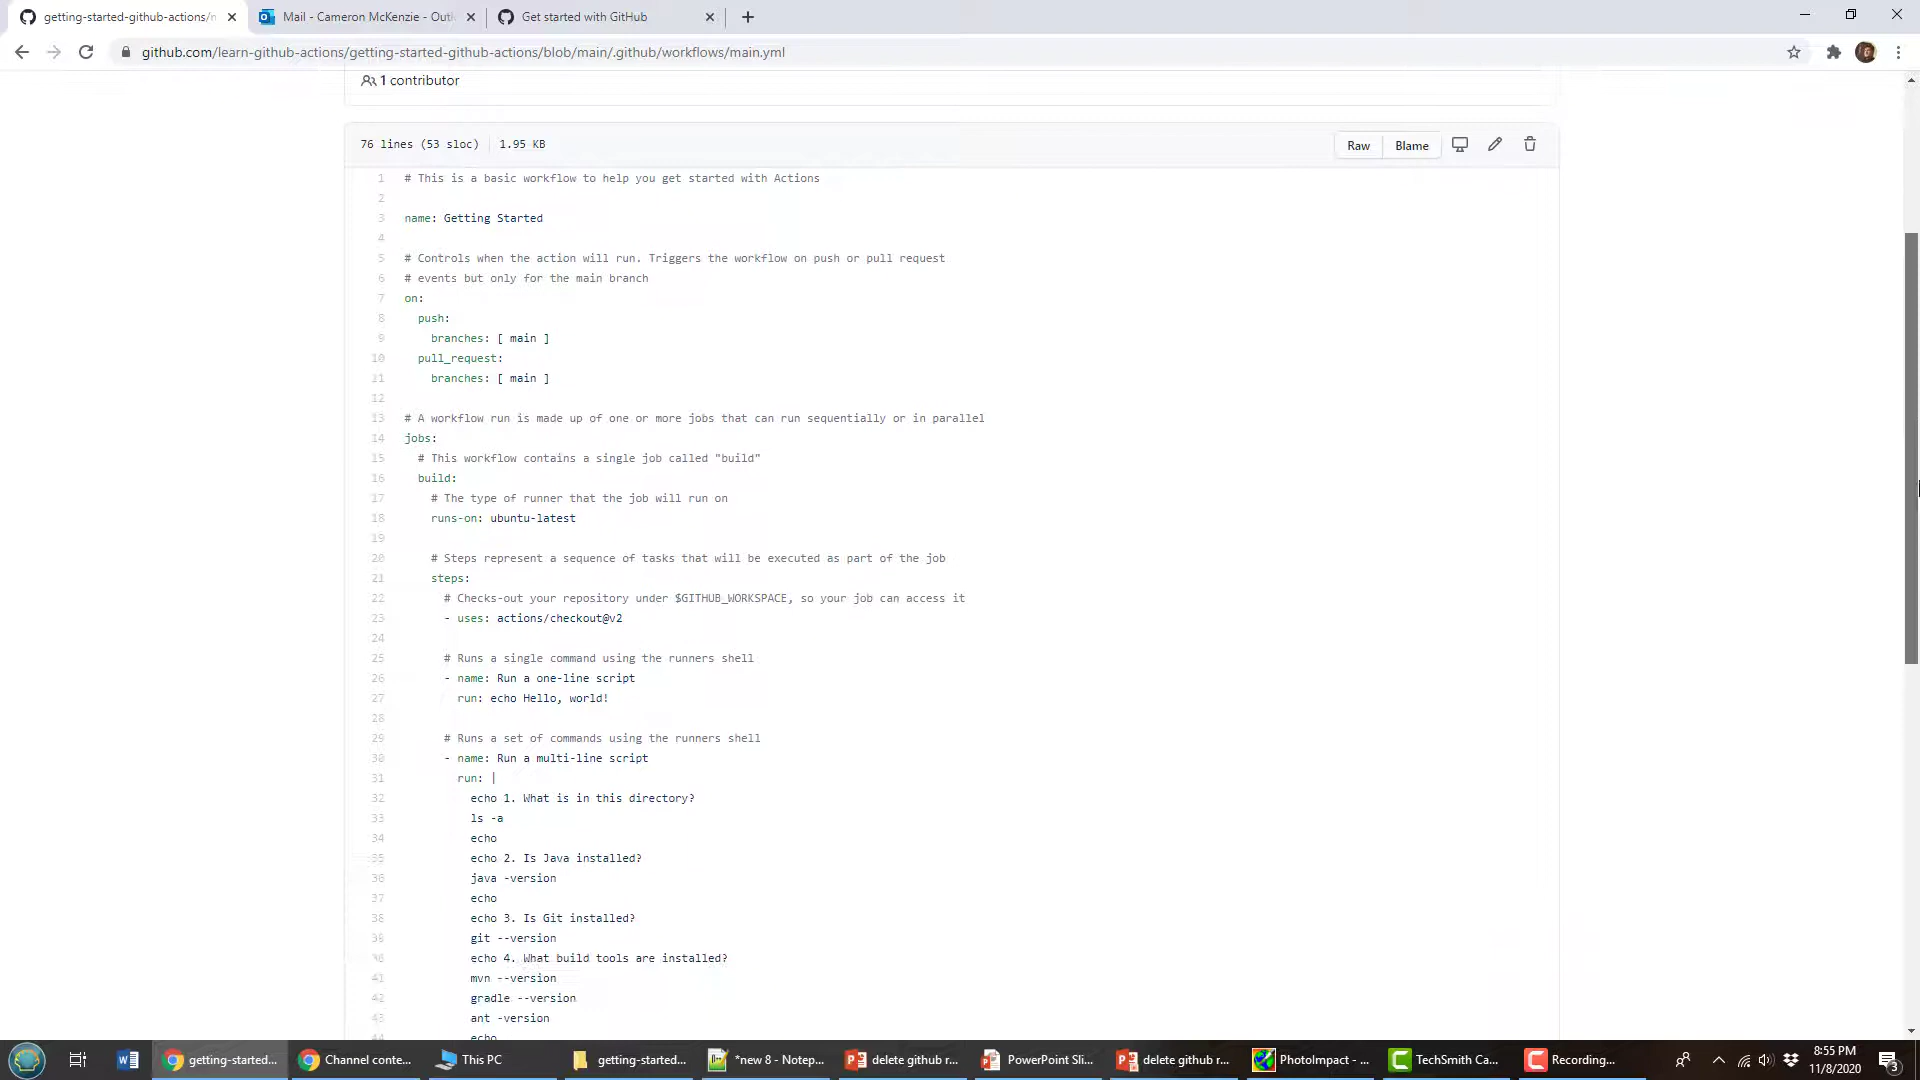 getting-started-github-actions/n
Mail - Cameron McKenzie - Outl
Get started with GitHub
github.com/learn-github-actions/getting-started-github-actions/blob/main/.github/workflows/main.yml
1 contributor
76 lines (53 sloc) | 1.95 KB
Raw
Blame
1 # This is a basic workflow to help you get started with Actions
2
3 name: Getting Started
4
5 # Controls when the action will run. Triggers the workflow on push or pull request
6 # events but only for the main branch
7 on:
8 push:
9 branches: [ main ]
10 pull_request:
11 branches: [ main ]
12
13 # A workflow run is made up of one or more jobs that can run sequentially or in parallel
14 jobs:
15 # This workflow contains a single job called "build"
16 build:
17 # The type of runner that the job will run on
18 runs-on: ubuntu-latest
19
20 # Steps represent a sequence of tasks that will be executed as part of the job
21 steps:
22 # Checks-out your repository under $GITHUB_WORKSPACE, so your job can access it
23 - uses: actions/checkout@v2
24
25 # Runs a single command using the runners shell
26 - name: Run a one-line script
27 run: echo Hello, world!
28
29 # Runs a set of commands using the runners shell
30 - name: Run a multi-line script
31 run: |
32 echo 1. What is in this directory?
33 ls -a
34 echo
35 echo 2. Is Java installed?
36 java -version
37 echo
38 echo 3. Is Git installed?
39 git --version
40 echo 4. What build tools are installed?
41 mvn --version
42 gradle --version
43 ant -version
44 echo
getting-started...
Channel conte...
This PC
getting-started...
*new 8 - Notep...
delete github r...
PowerPoint Sli...
delete github r...
PhotoImpact - ...
TechSmith Ca...
Recording...
8:55 PM
11/8/2020
3